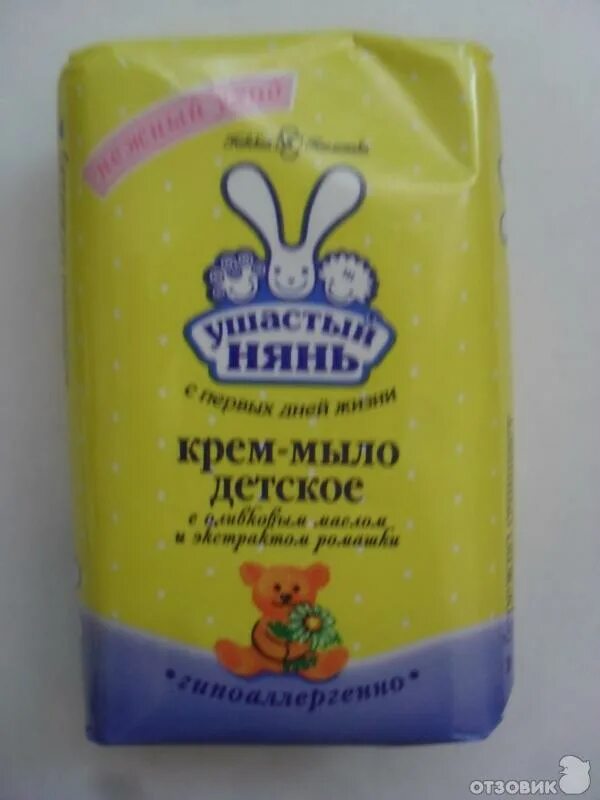 нежный уход
Невская Косметика
ушастый
нянь
с первых дней жизни
крем-мыло
детское
с оливковым маслом
и экстрактом ромашки
•гипоаллергенно•
ОТЗОВИК